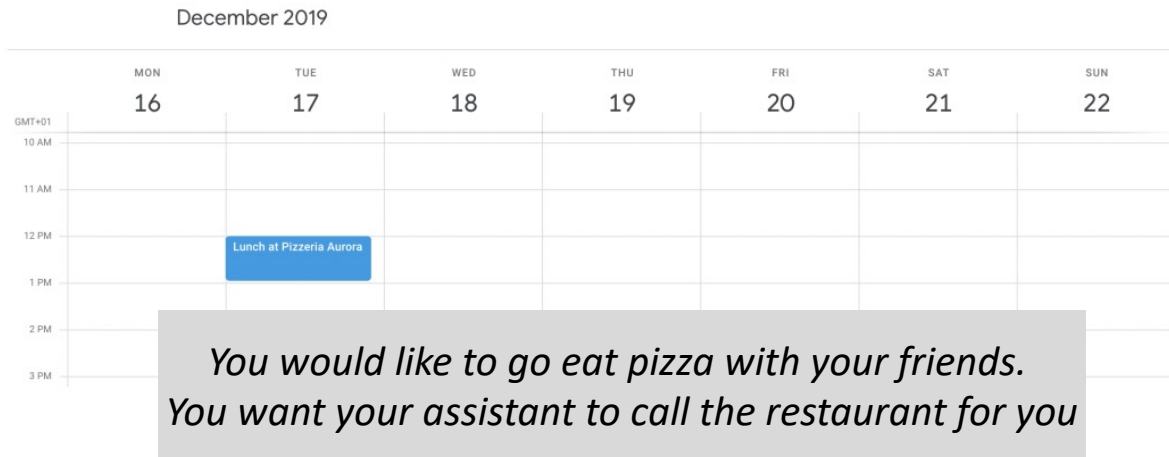 December 2019
MON TUE WED THU FRI SAT SUN
16 17 18 19 20 21 22
GMT+01
10 AM
11 AM
12 PM
Lunch at Pizzeria Aurora
1 PM
2 PM
3 PM
You would like to go eat pizza with your friends.
You want your assistant to call the restaurant for you